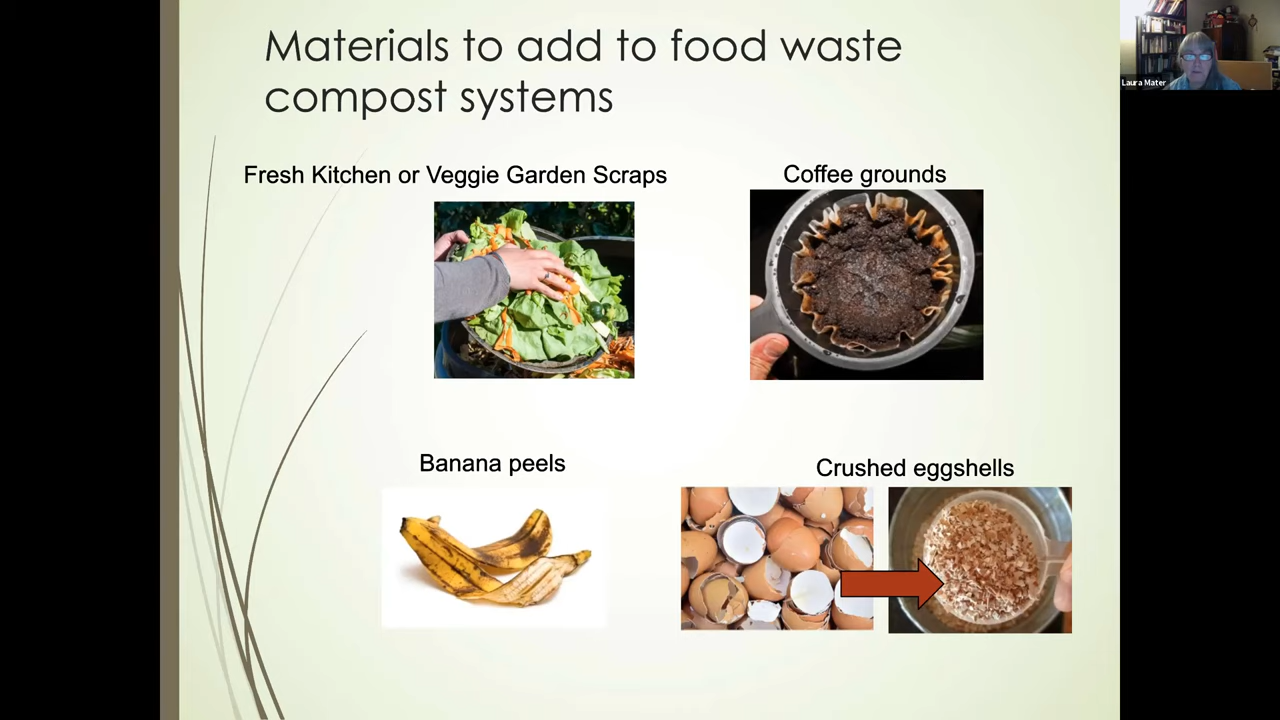 Materials to add to food waste
compost systems
Laura Mater
Fresh Kitchen or Veggie Garden Scraps
Coffee grounds
Banana peels
Crushed eggshells